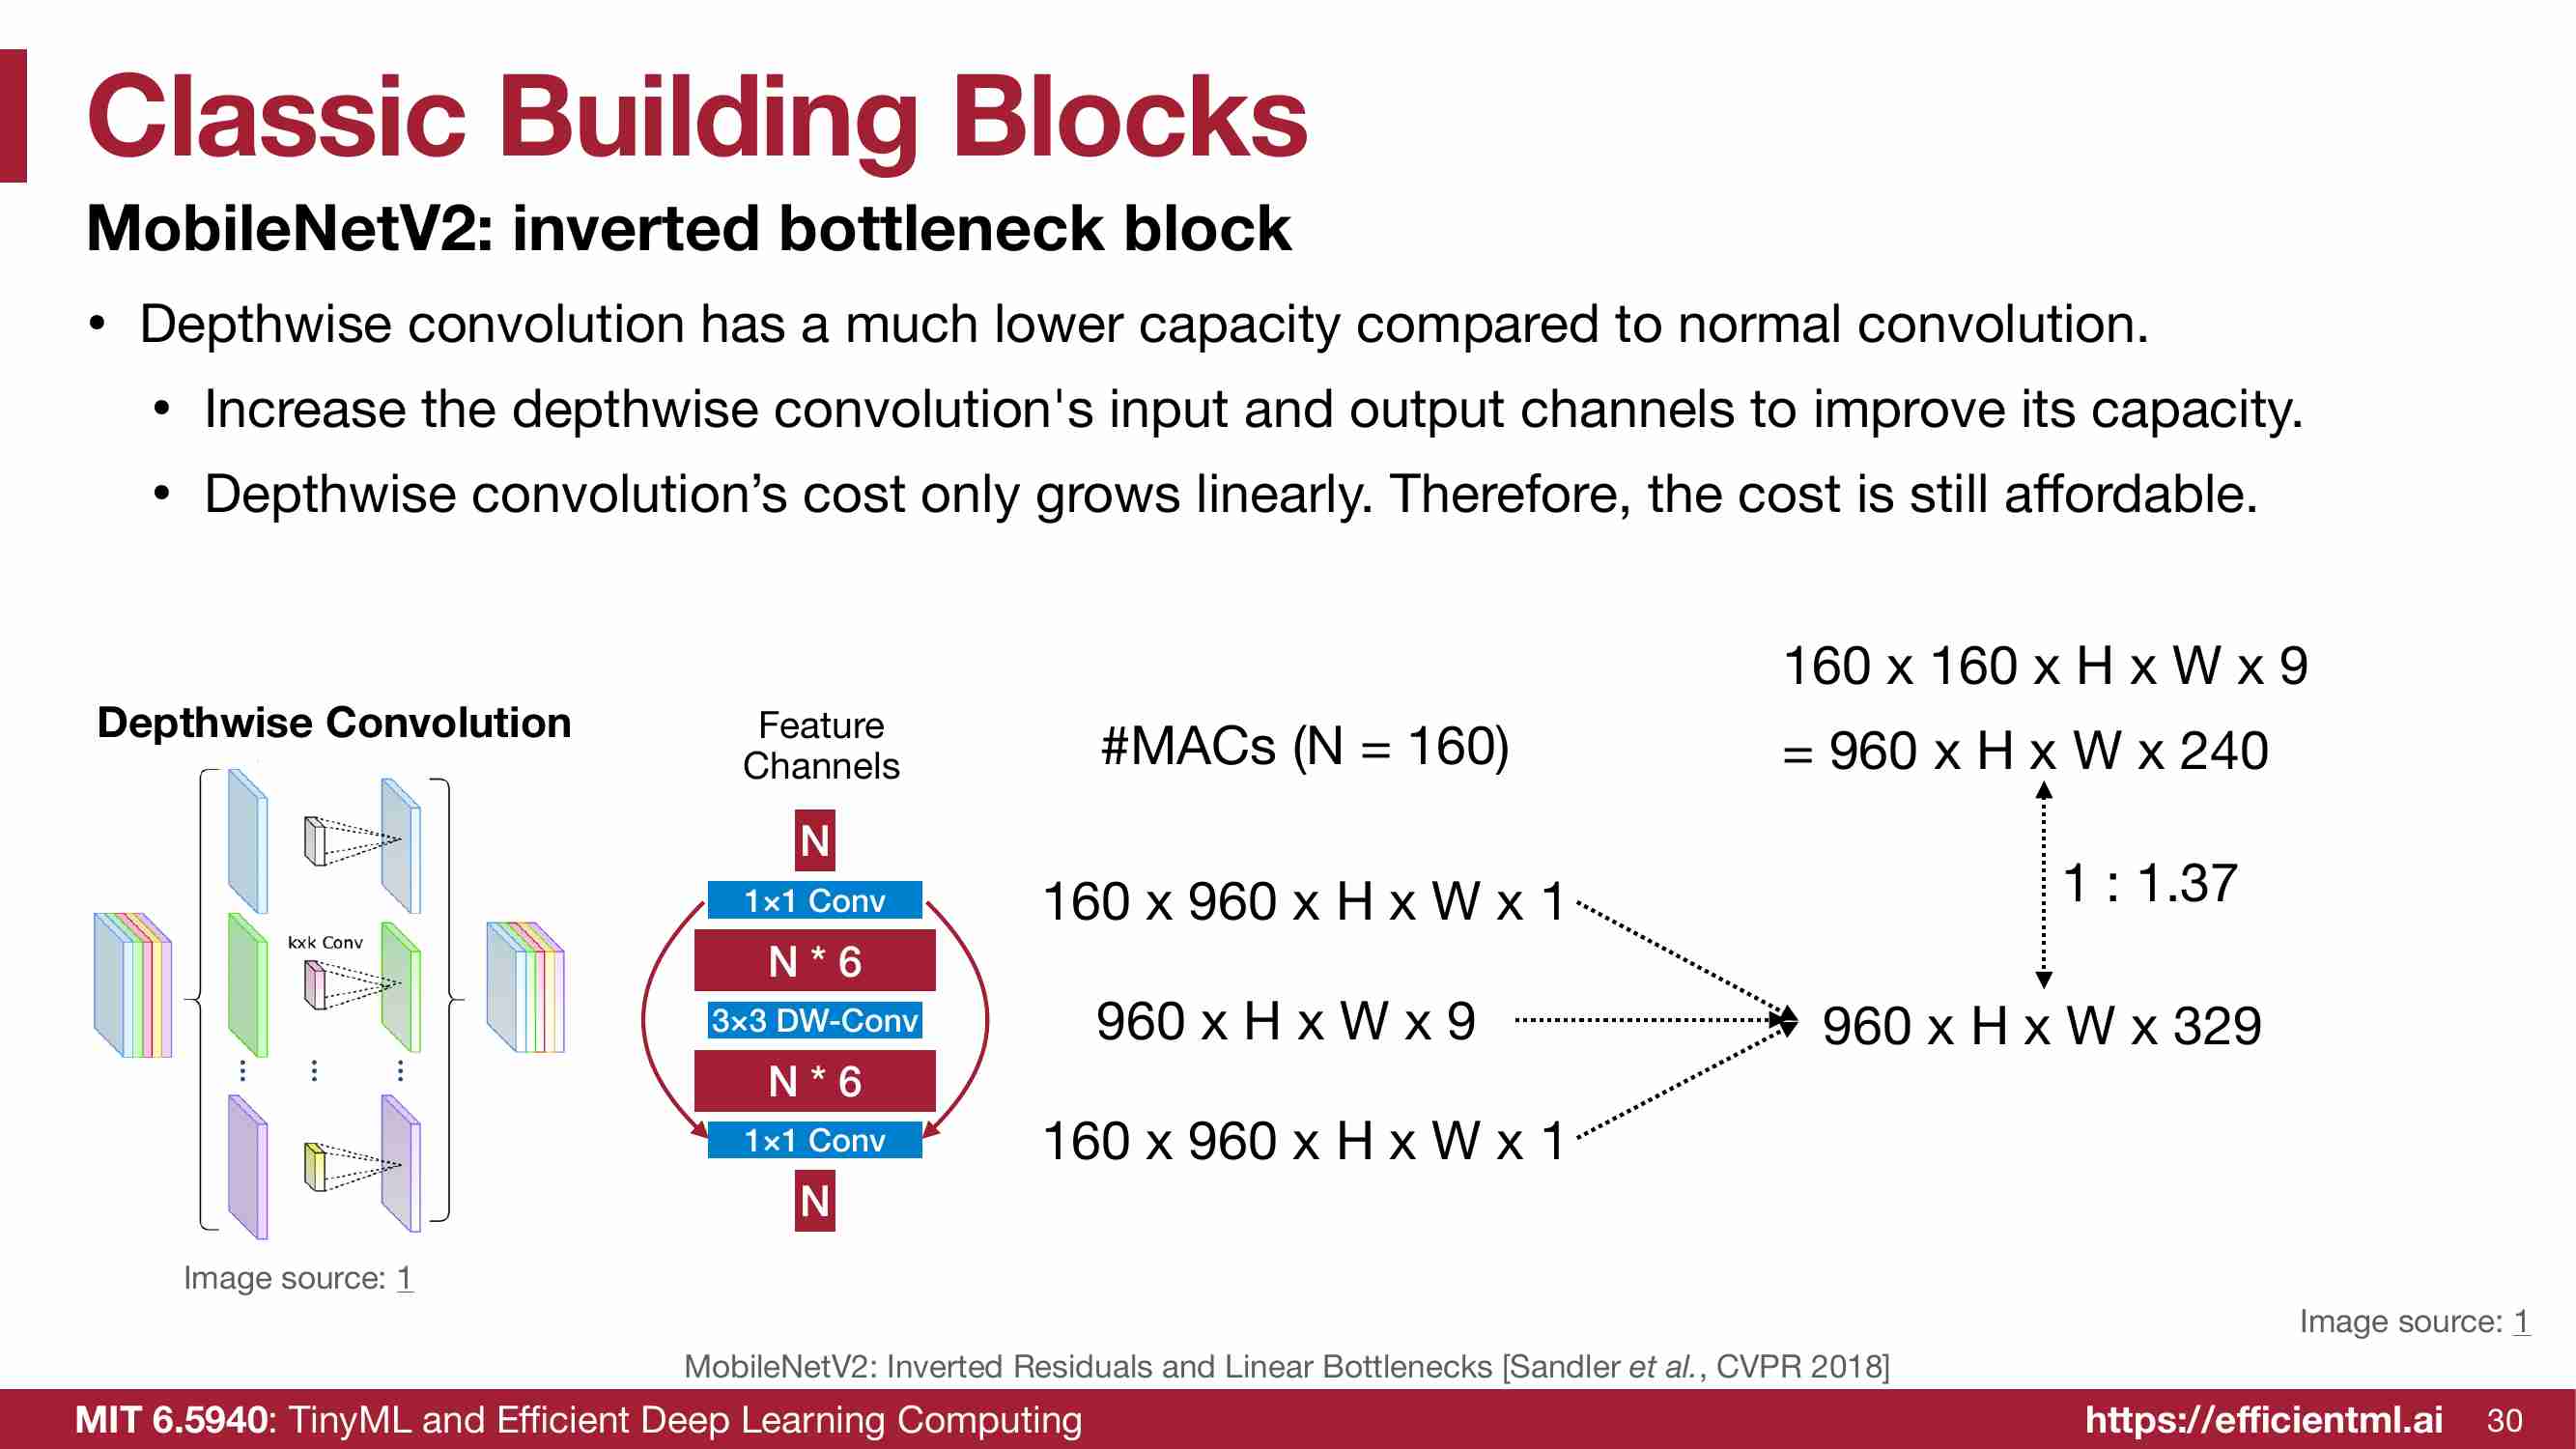 Classic Building Blocks
MobileNetV2: inverted bottleneck block
• Depthwise convolution has a much lower capacity compared to normal convolution.
• Increase the depthwise convolution's input and output channels to improve its capacity.
• Depthwise convolution’s cost only grows linearly. Therefore, the cost is still affordable.
Depthwise Convolution
kxk Conv
Image source: 1
Feature
Channels
N
1×1 Conv
N * 6
3×3 DW-Conv
N * 6
1×1 Conv
N
#MACs (N = 160)
160 x 960 x H x W x 1
960 x H x W x 9
160 x 960 x H x W x 1
160 x 160 x H x W x 9
= 960 x H x W x 240
1 : 1.37
960 x H x W x 329
Image source: 1
MobileNetV2: Inverted Residuals and Linear Bottlenecks [Sandler et al., CVPR 2018]
MIT 6.5940: TinyML and Efficient Deep Learning Computing
https://efficientml.ai
30